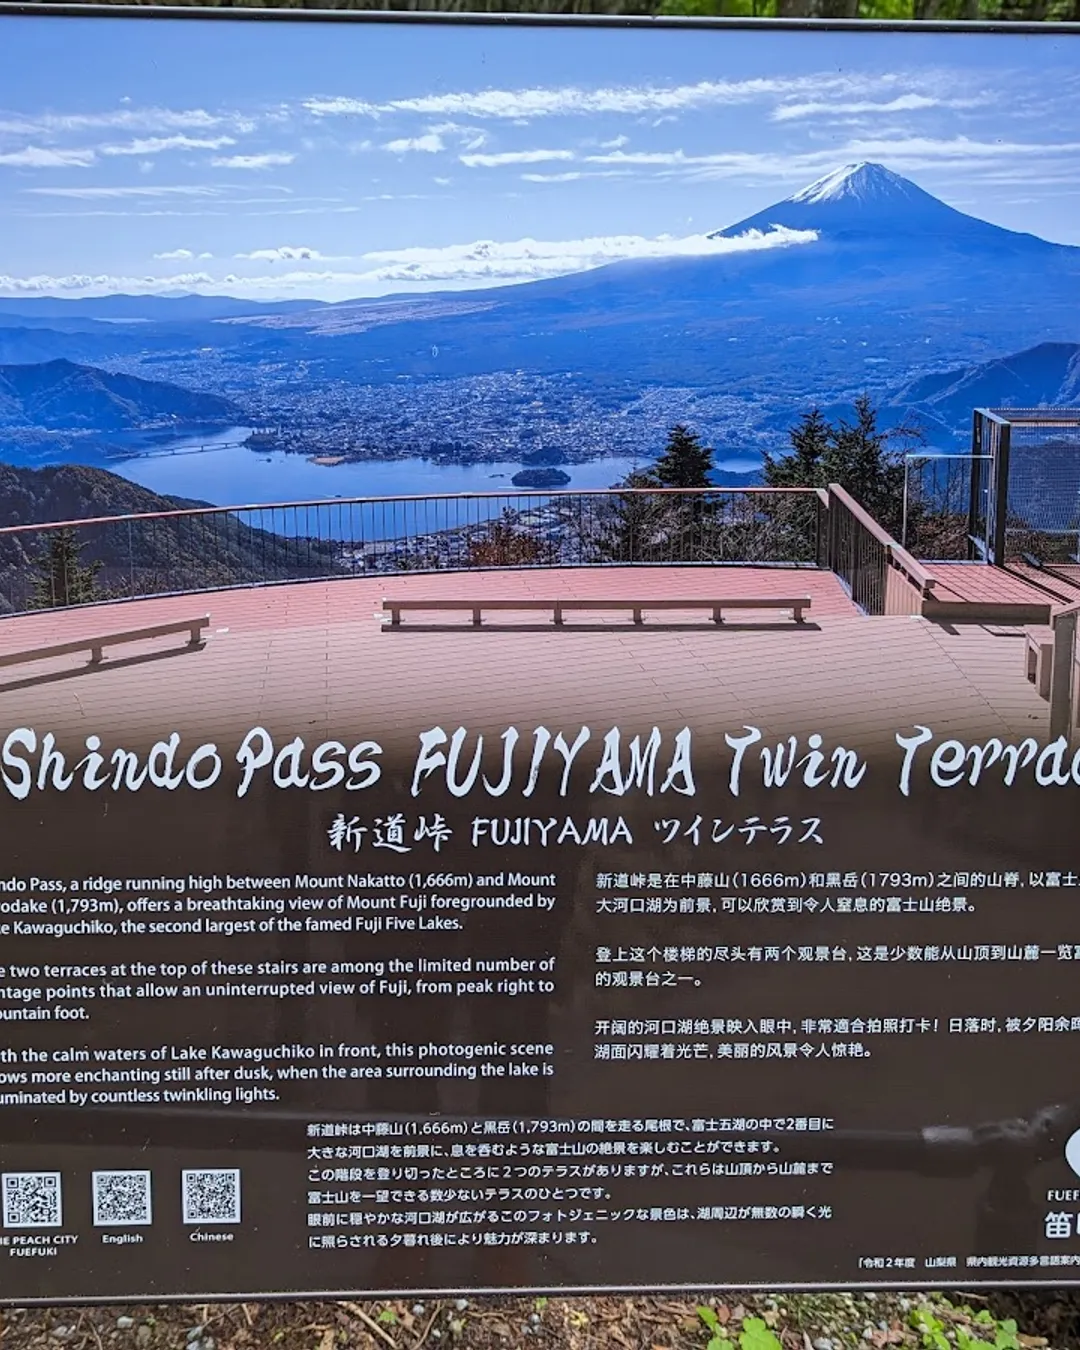 Shindo Pass FUJIYAMA Twin Terrac
新道峠 FUJIYAMA ツインテラス
ndo Pass, a ridge running high between Mount Nakatto (1,666m) and Mount
odake (1,793m), offers a breathtaking view of Mount Fuji foregrounded by
e Kawaguchiko, the second largest of the famed Fuji Five Lakes.
e two terraces at the top of these stairs are among the limited number of
ntage points that allow an uninterrupted view of Fuji, from peak right to
ountain foot.
th the calm waters of Lake Kawaguchiko in front, this photogenic scene
ows more enchanting still after dusk, when the area surrounding the lake is
uminated by countless twinkling lights.
新道峠是在中藤山(1666m)和黑岳(1793m)之间的山脊,以富士
大河口湖为前景,可以欣赏到令人窒息的富士山绝景。
登上这个楼梯的尽头有两个观景台,这是少数能从山顶到山麓一览富
的观景台之一。
开阔的河口湖绝景映入眼中,非常適合拍照打卡！日落时,被夕阳余晖
湖面闪耀着光芒,美丽的风景令人惊艳。
新道峠は中藤山(1,666m)と黒岳(1,793m)の間を走る尾根で、富士五湖の中で2番目に
大きな河口湖を前景に、息を呑むような富士山の絶景を楽しむことができます。
この階段を登り切ったところに2つのテラスがありますが、これらは山頂から山麓まで
富士山を一望できる数少ないテラスのひとつです。
眼前に穏やかな河口湖が広がるこのフォトジェニックな景色は、湖周辺が無数の瞬く光
に照らされる夕暮れ後により魅力が深まります。
HE PEACH CITY
FUEFUKI
English
Chinese
FUEF
笛
「令和2年度 山梨県 県内観光資源多言語案内